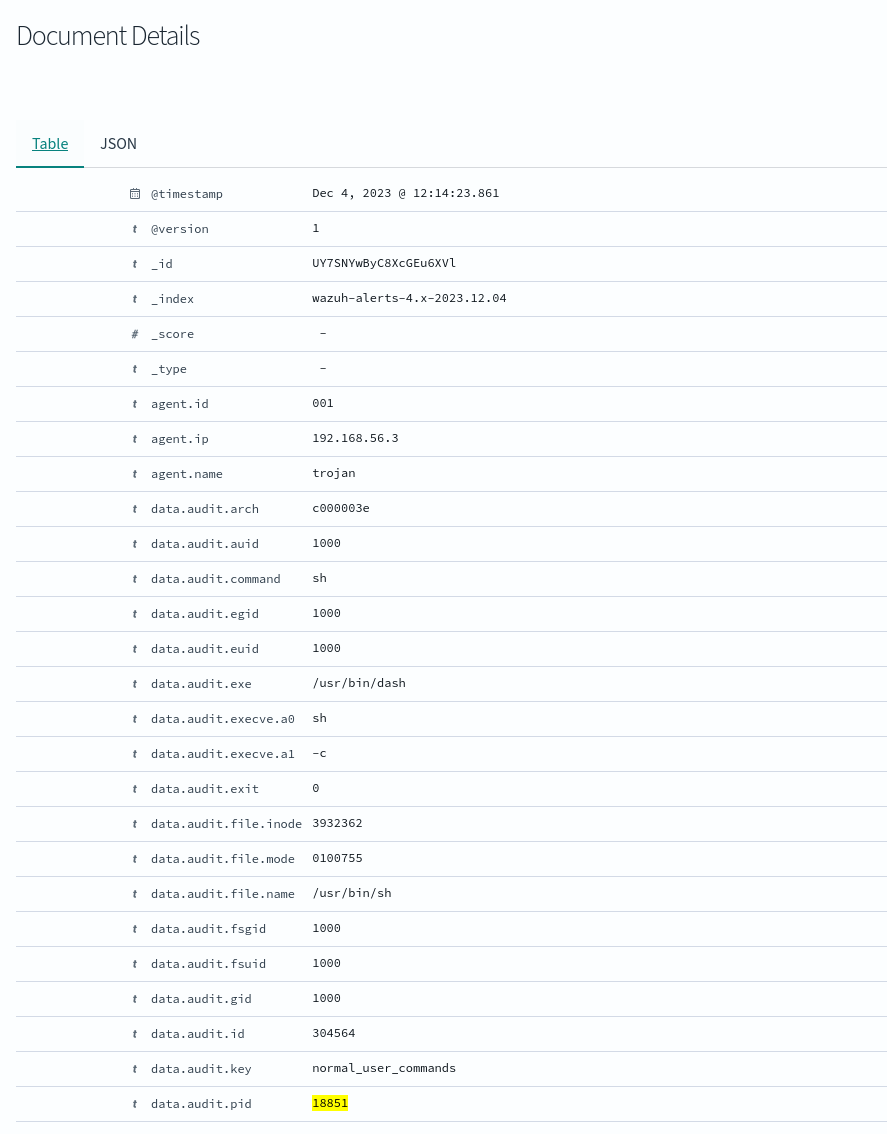 Document Details
Table JSON
@timestamp Dec 4, 2023 @ 12:14:23.861
t @version 1
t _id UY7SNYwByC8XcGEu6XVl
t _index wazuh-alerts-4.x-2023.12.04
# _score -
t _type -
t agent.id 001
t agent.ip 192.168.56.3
t agent.name trojan
t data.audit.arch c000003e
t data.audit.auid 1000
t data.audit.command sh
t data.audit.egid 1000
t data.audit.euid 1000
t data.audit.exe /usr/bin/dash
t data.audit.execve.a0 sh
t data.audit.execve.a1 -c
t data.audit.exit 0
t data.audit.file.inode 3932362
t data.audit.file.mode 0100755
t data.audit.file.name /usr/bin/sh
t data.audit.fsgid 1000
t data.audit.fsuid 1000
t data.audit.gid 1000
t data.audit.id 304564
t data.audit.key normal_user_commands
t data.audit.pid 18851